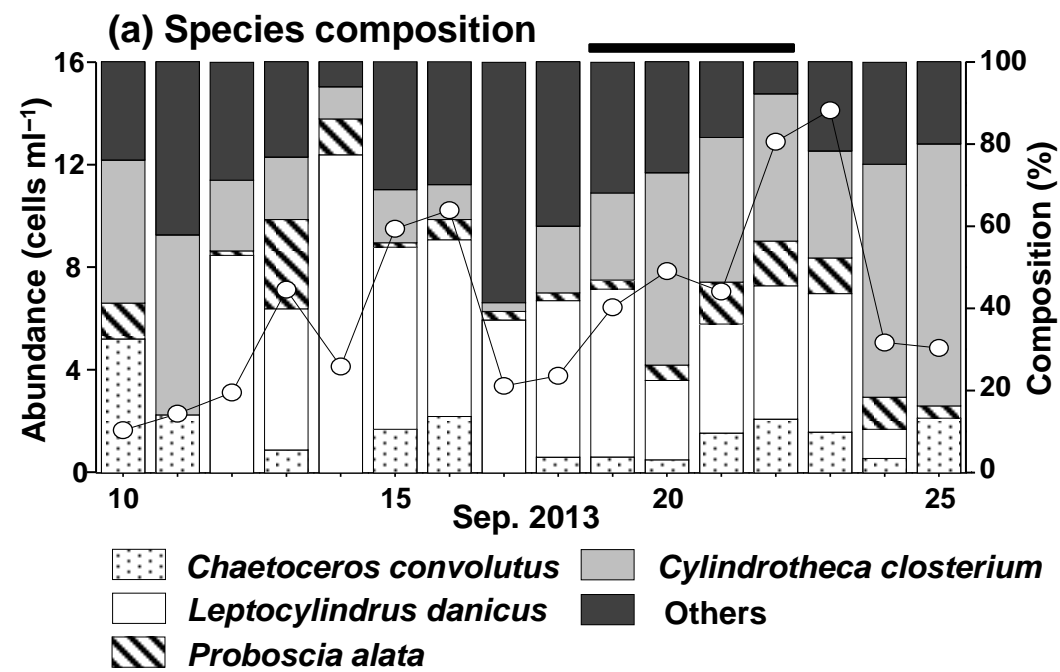 (a) Species composition
Abundance (cells ml⁻¹)
16
12
8
4
0
100
80
60
40
20
0
Composition (%)
10
15
20
25
Sep. 2013
Chaetoceros convolutus
Cylindrotheca closterium
Leptocylindrus danicus
Others
Proboscia alata